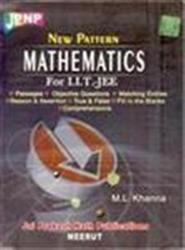 JPNP
NEW PATTERN
MATHEMATICS
For I.I.T-JEE
• Passages • Objective Questions • Matching Entries
• Reason & Assertion • True & False • Fill in the Blanks
• Comprehensions
M.L. Khanna
Jai Prakash Nath Publications
MEERUT